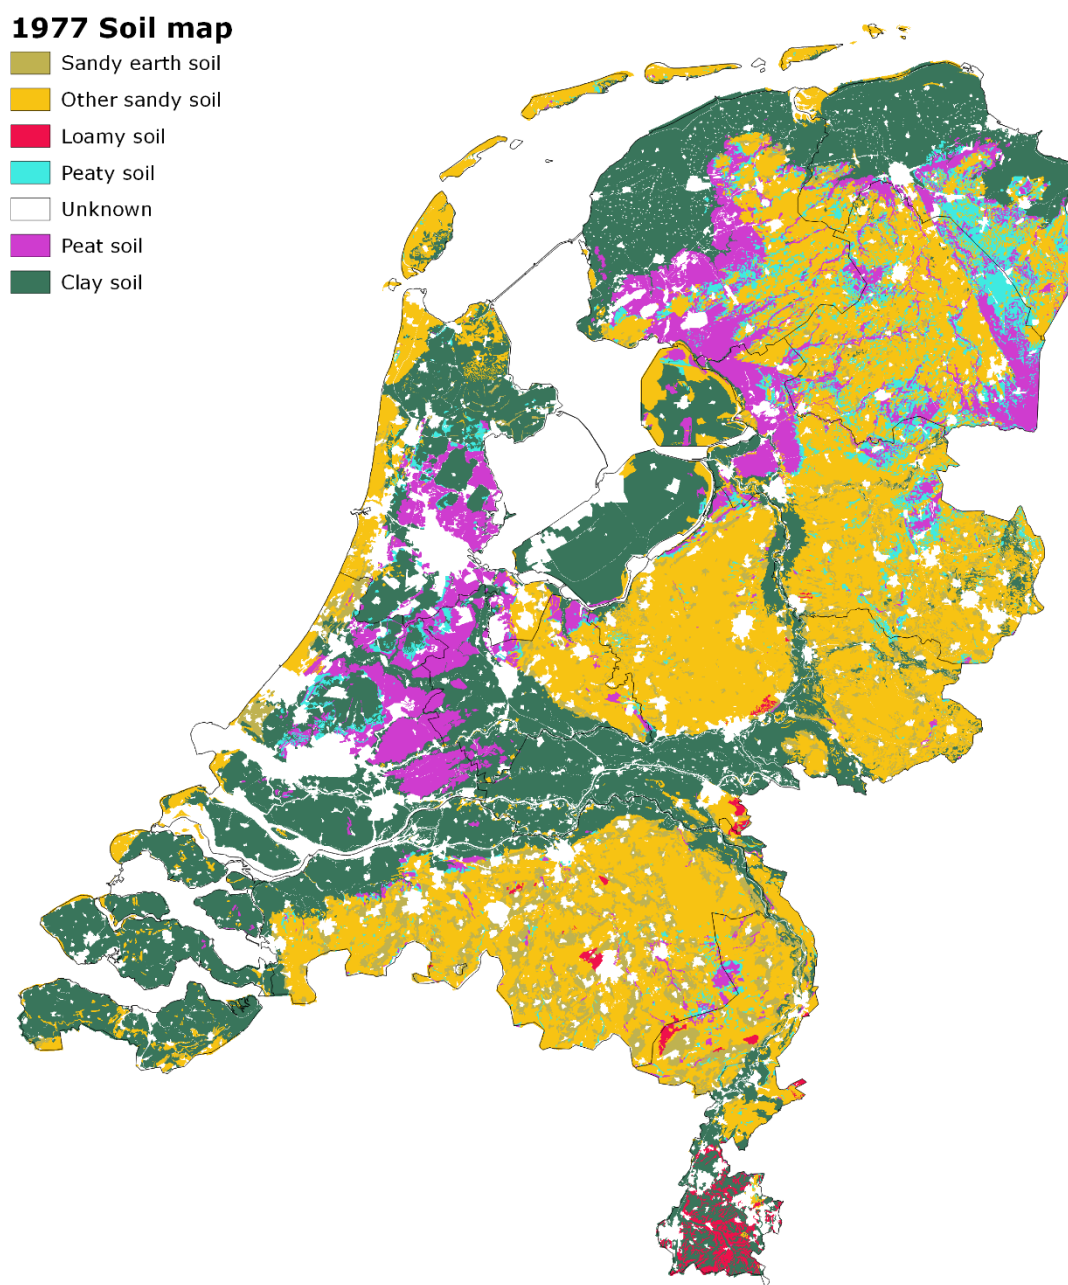 1977 Soil map
Sandy earth soil
Other sandy soil
Loamy soil
Peaty soil
Unknown
Peat soil
Clay soil